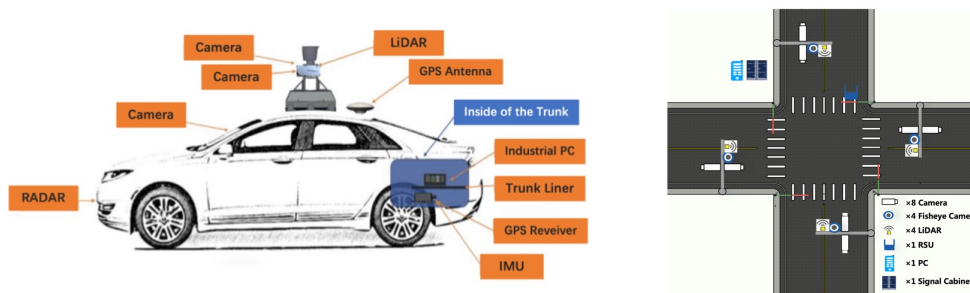 Camera
LiDAR
Camera
GPS Antenna
Camera
Inside of the Trunk
Industrial PC
RADAR
Trunk Liner
GPS Reveiver
IMU
×8 Camera
×4 Fisheye Came
×4 LiDAR
×1 RSU
×1 PC
×1 Signal Cabine